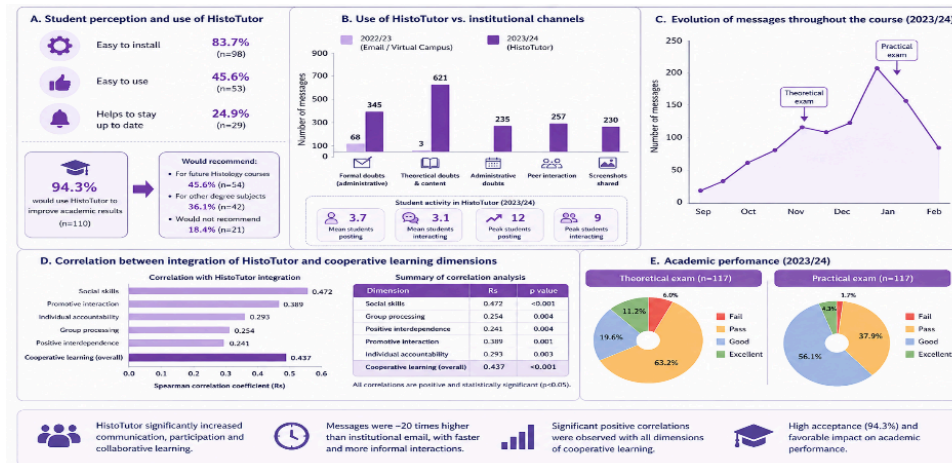 A. Student perception and use of HistoTutor
Easy to install
83.7%
(n=98)
Easy to use
45.6%
(n=53)
Helps to stay
up to date
24.9%
(n=29)
94.3%
would use HistoTutor to
improve academic results
(n=110)
Would recommend:
• For future Histology courses
45.6% (n=54)
• For other degree subjects
36.1% (n=42)
• Would not recommend
18.4% (n=21)
B. Use of HistoTutor vs. institutional channels
2022/23
(Email / Virtual Campus)
2023/24
(HistoTutor)
Number of messages
900
700
500
300
100
0
68
345
3
621
235
257
230
Formal doubts
(administrative)
Theoretical doubts
& content
Administrative
doubts
Peer interaction
Screenshots
shared
Student activity in HistoTutor (2023/24)
3.7
Mean students
posting
3.1
Mean students
interacting
12
Peak students
posting
9
Peak students
interacting
C. Evolution of messages throughout the course (2023/24)
Number of messages
250
200
150
100
50
0
Theoretical
exam
Practical
exam
Sep
Oct
Nov
Dec
Jan
Feb
D. Correlation between integration of HistoTutor and cooperative learning dimensions
Correlation with HistoTutor integration
Social skills
0.472
Promotive interaction
0.389
Individual accountability
0.293
Group processing
0.254
Positive interdependence
0.241
Cooperative learning (overall)
0.437
0.0 0.1 0.2 0.3 0.4 0.5 0.6
Spearman correlation coefficient (Rs)
Summary of correlation analysis
Dimension Rs p value
Social skills 0.472 <0.001
Group processing 0.254 0.004
Positive interdependence 0.241 0.004
Promotive interaction 0.389 0.001
Individual accountability 0.293 0.003
Cooperative learning (overall) 0.437 <0.001
All correlations are positive and statistically significant (p<0.05).
E. Academic perfomance (2023/24)
Theoretical exam (n=117)
6.0%
11.2%
19.6%
63.2%
Fail
Pass
Good
Excellent
Practical exam (n=117)
1.7%
4.3%
37.9%
56.1%
Fail
Pass
Good
Excellent
HistoTutor significantly increased
communication, participation and
collaborative learning.
Messages were ~20 times higher
than institutional email, with faster
and more informal interactions.
Significant positive correlations
were observed with all dimensions
of cooperative learning.
High acceptance (94.3%) and
favorable impact on academic
performance.